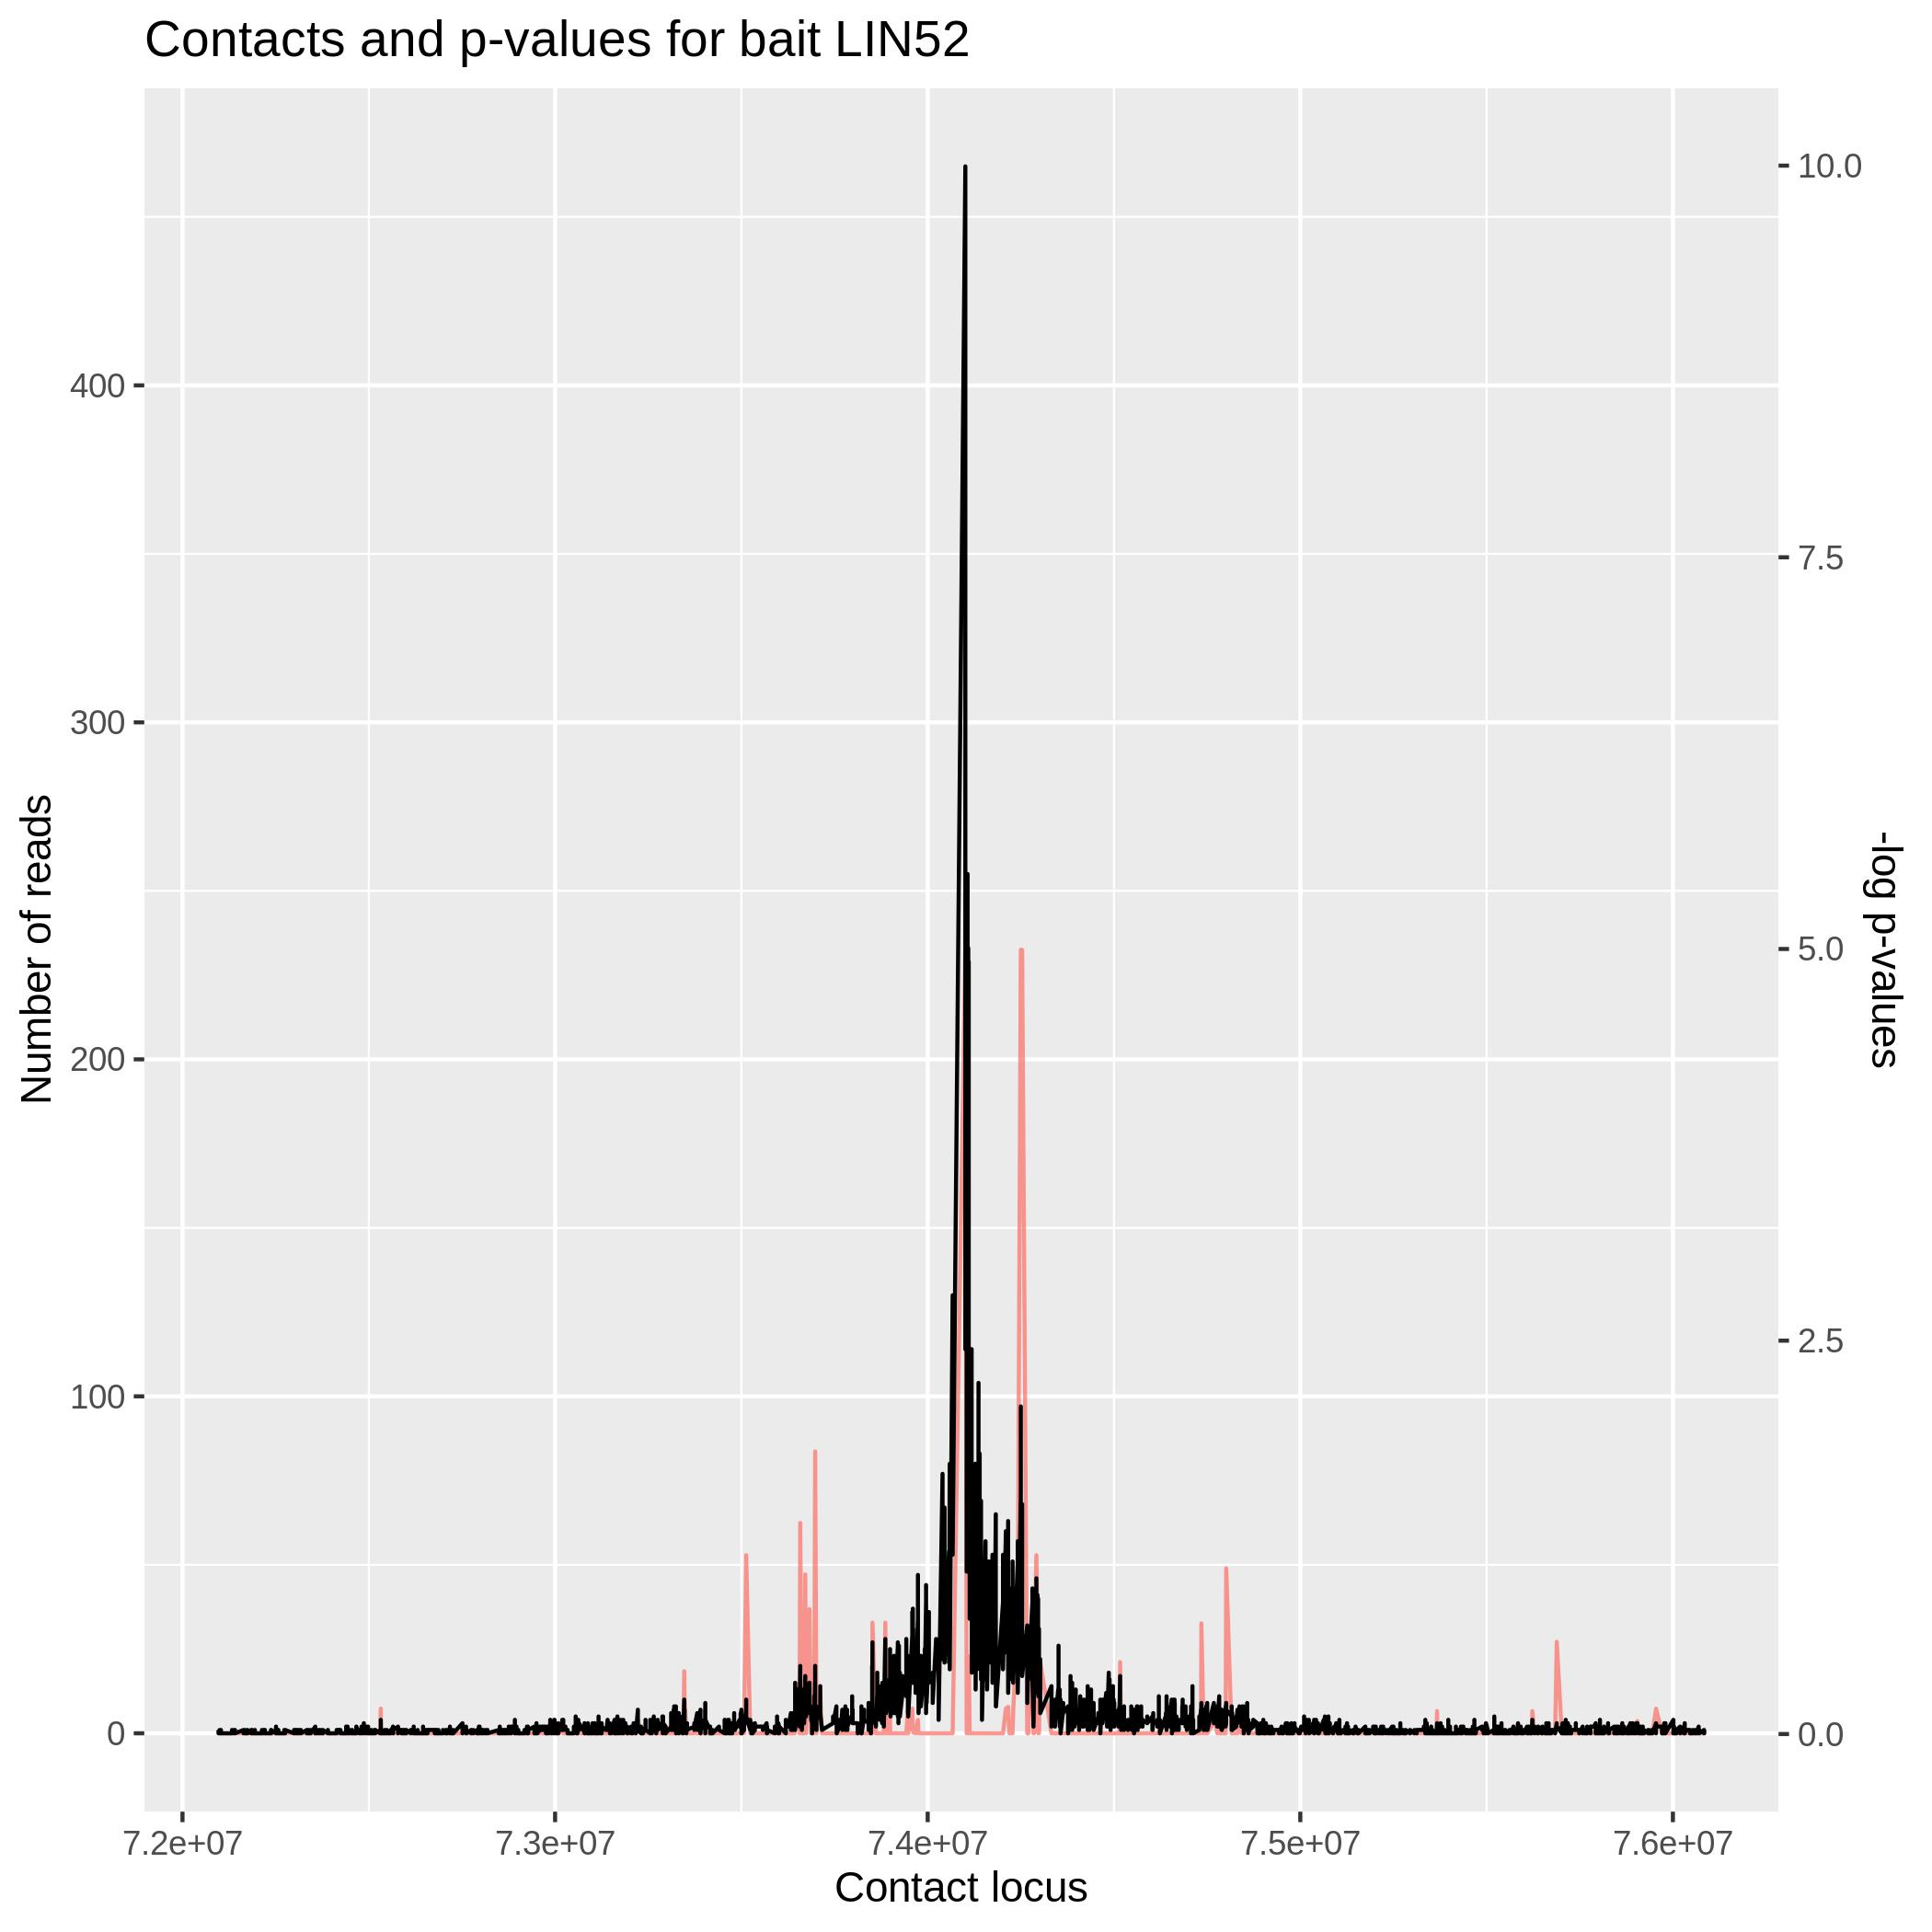 Contacts and p-values for bait LIN52
Number of reads
400
300
200
100
0
10.0
7.5
5.0
2.5
0.0
-log p-values
7.2e+07
7.3e+07
7.4e+07
7.5e+07
7.6e+07
Contact locus